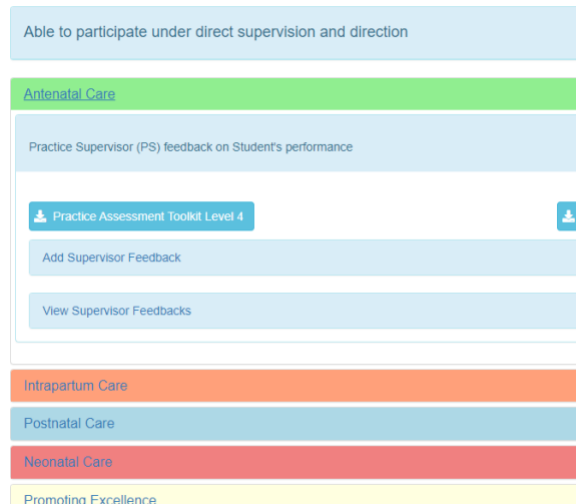 Able to participate under direct supervision and direction
Antenatal Care
Practice Supervisor (PS) feedback on Student's performance
Practice Assessment Toolkit Level 4
Add Supervisor Feedback
View Supervisor Feedbacks
Intrapartum Care
Postnatal Care
Neonatal Care
Promoting Excellence